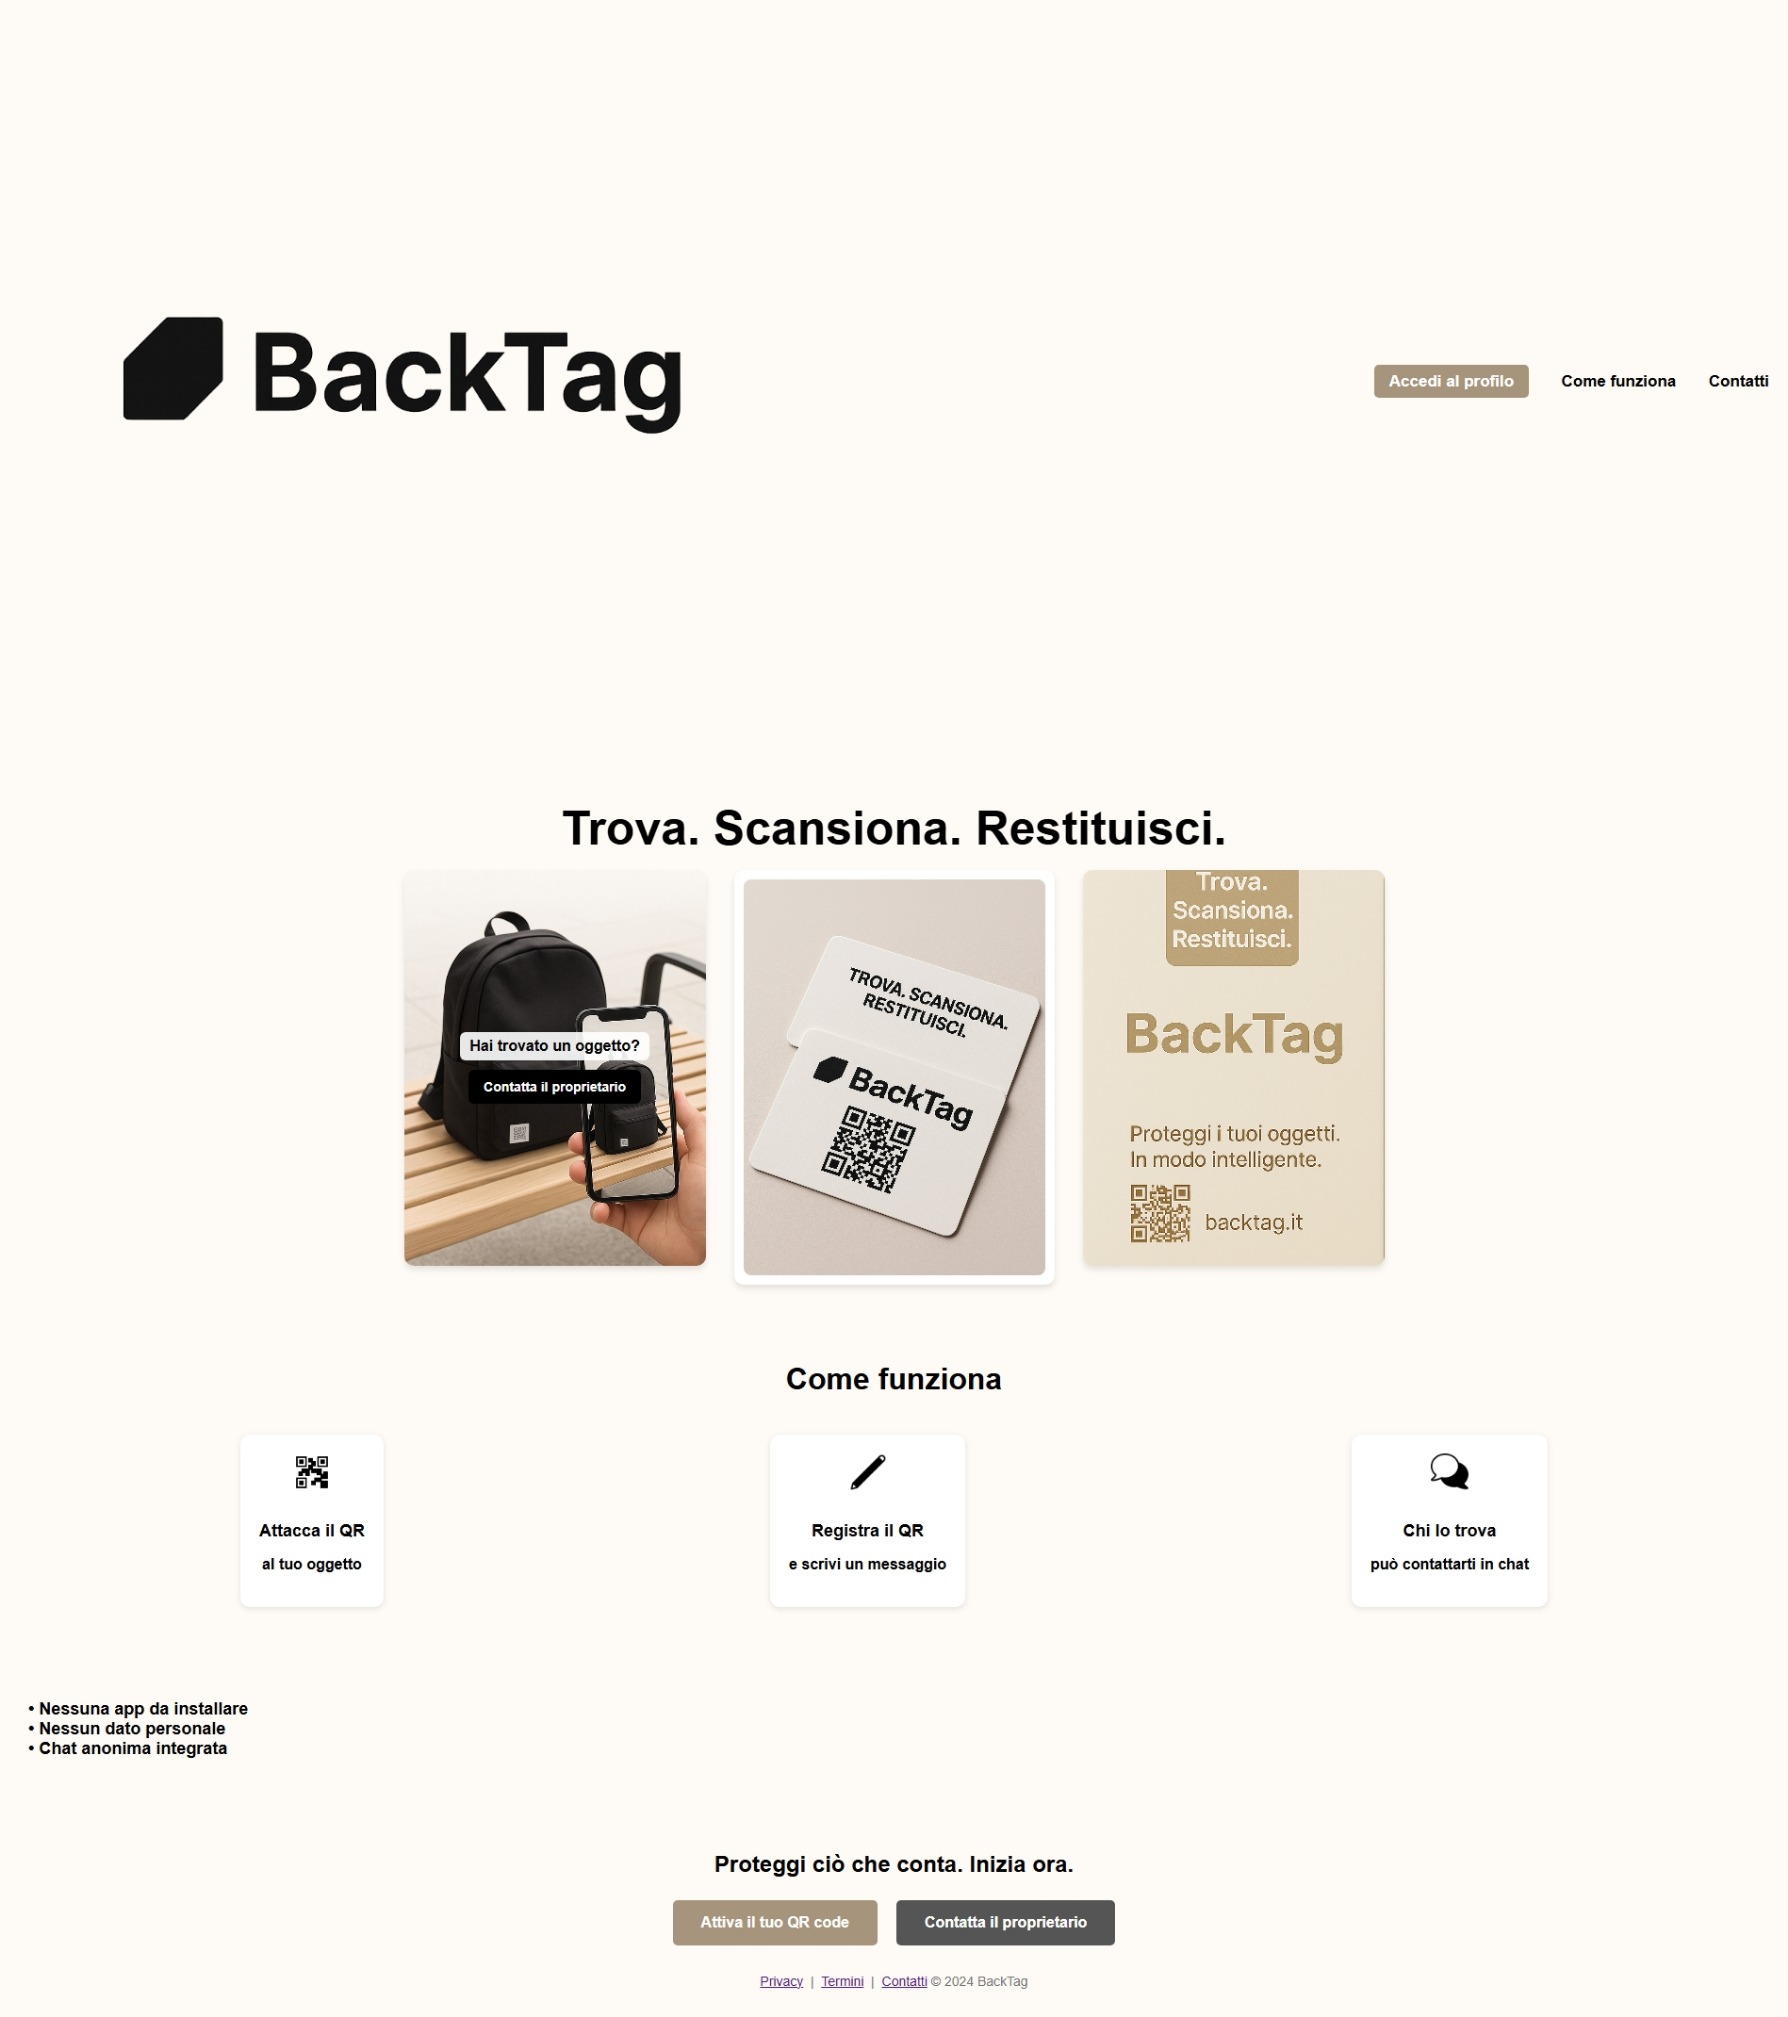 BackTag
Accedi al profilo
Come funziona
Contatti
Trova. Scansiona. Restituisci.
Hai trovato un oggetto?
Contatta il proprietario
TROVA. SCANSIONA.
RESTITUISCI.
BackTag
Trova.
Scansiona.
Restituisci.
BackTag
Proteggi i tuoi oggetti.
In modo intelligente.
backtag.it
Come funziona
Attacca il QR
al tuo oggetto
Registra il QR
e scrivi un messaggio
Chi lo trova
può contattarti in chat
• Nessuna app da installare
• Nessun dato personale
• Chat anonima integrata
Proteggi ciò che conta. Inizia ora.
Attiva il tuo QR code
Contatta il proprietario
Privacy | Termini | Contatti © 2024 BackTag